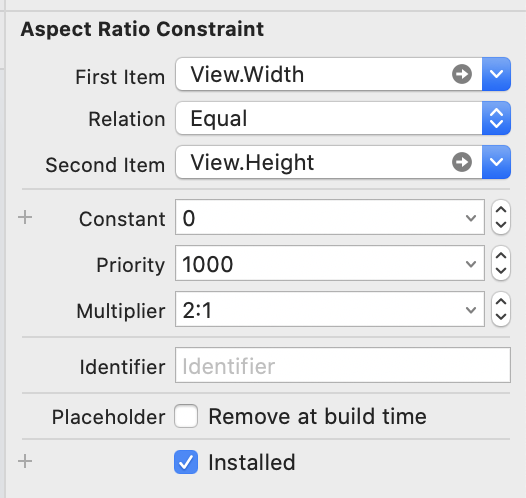 Aspect Ratio Constraint
First Item View.Width
Relation Equal
Second Item View.Height
Constant 0
Priority 1000
Multiplier 2:1
Identifier Identifier
Placeholder Remove at build time
Installed